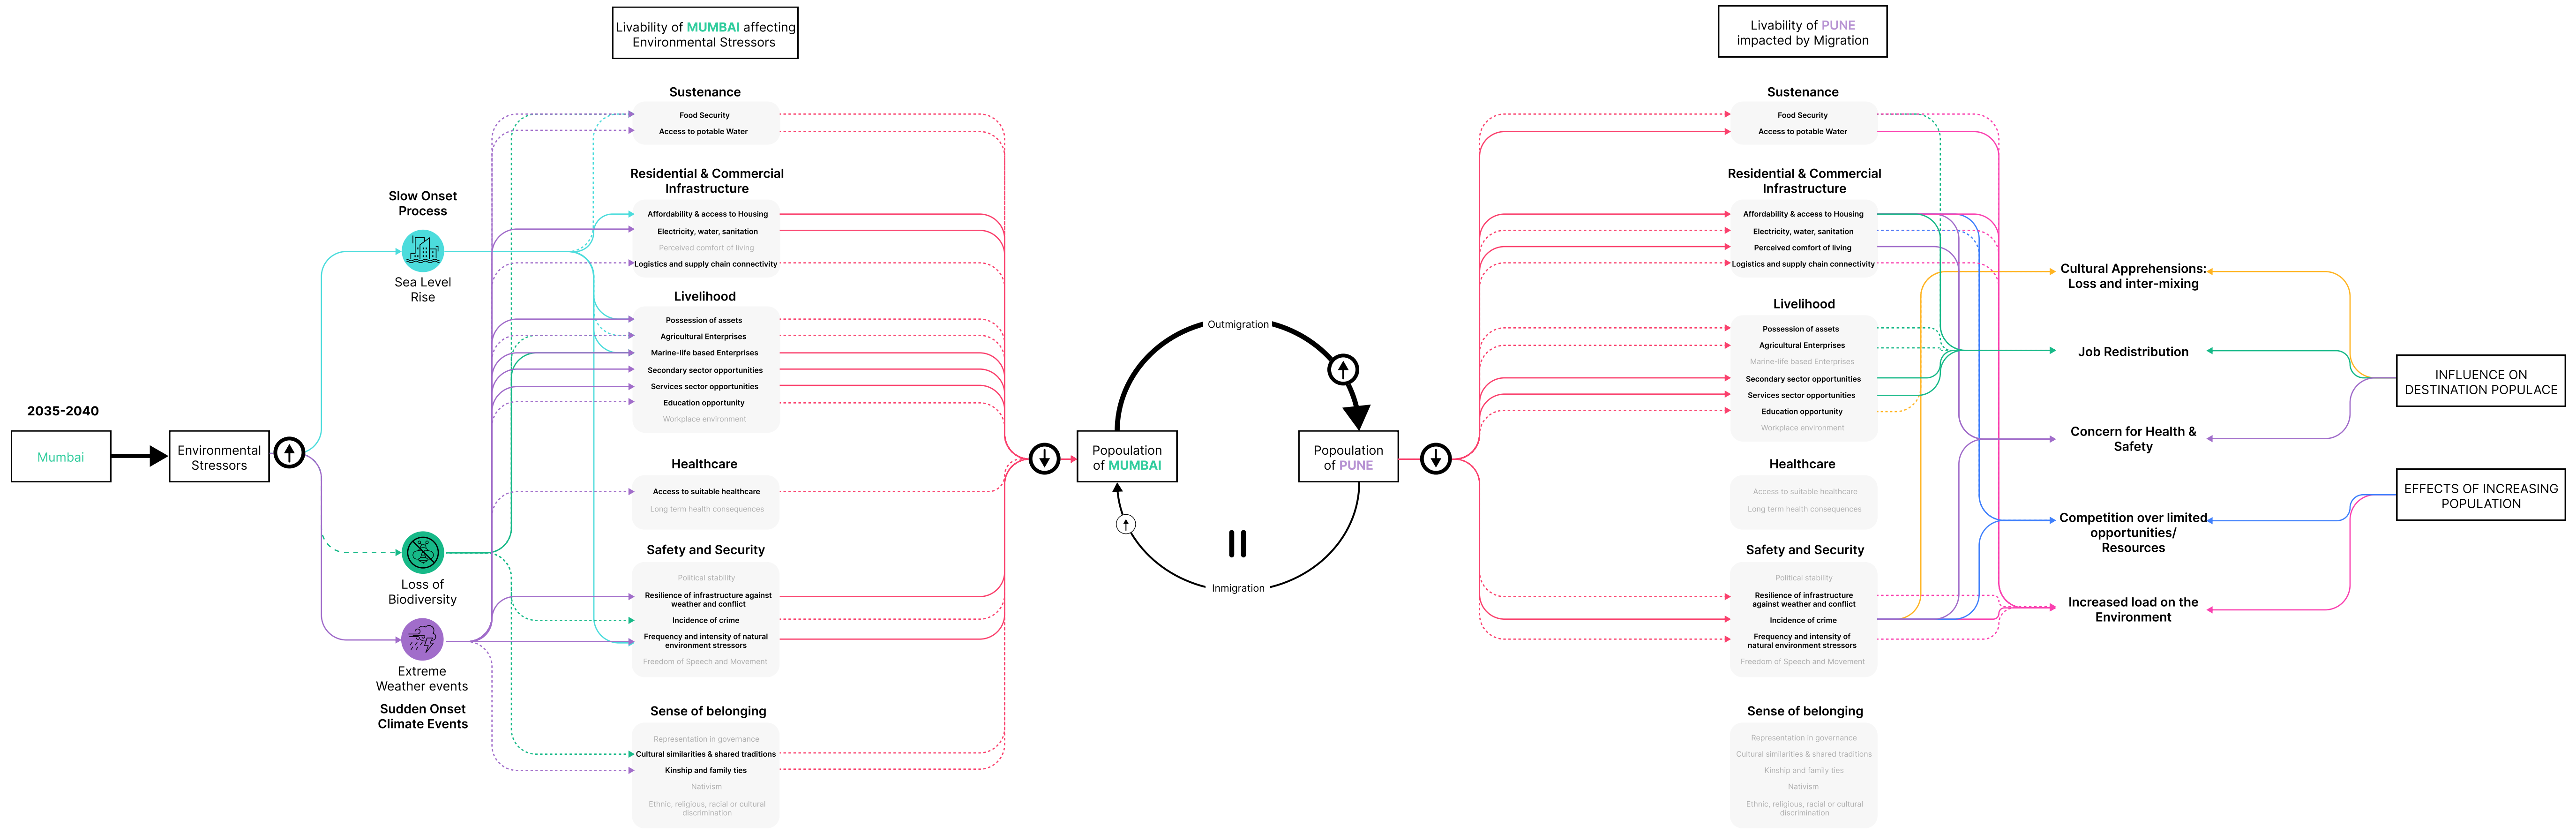 Livability of MUMBAI affecting
Environmental Stressors
Livability of PUNE
impacted by Migration
2035-2040
Mumbai
Environmental
Stressors
Slow Onset
Process
Sea Level
Rise
Loss of
Biodiversity
Extreme
Weather events
Sudden Onset
Climate Events
Sustenance
Food Security
Access to potable Water
Residential & Commercial
Infrastructure
Affordability & access to Housing
Electricity, water, sanitation
Perceived comfort of living
Logistics and supply chain connectivity
Livelihood
Possession of assets
Agricultural Enterprises
Marine-life based Enterprises
Secondary sector opportunities
Services sector opportunities
Education opportunity
Workplace environment
Healthcare
Access to suitable healthcare
Long term health consequences
Safety and Security
Political stability
Resilience of infrastructure against
weather and conflict
Incidence of crime
Frequency and intensity of natural
environment stressors
Freedom of Speech and Movement
Sense of belonging
Representation in governance
Cultural similarities & shared traditions
Kinship and family ties
Nativism
Ethnic, religious, racial or cultural
discrimination
Popoulation
of MUMBAI
Outmigration
Inmigration
Popoulation
of PUNE
Sustenance
Food Security
Access to potable Water
Residential & Commercial
Infrastructure
Affordability & access to Housing
Electricity, water, sanitation
Perceived comfort of living
Logistics and supply chain connectivity
Livelihood
Possession of assets
Agricultural Enterprises
Marine-life based Enterprises
Secondary sector opportunities
Services sector opportunities
Education opportunity
Workplace environment
Healthcare
Access to suitable healthcare
Long term health consequences
Safety and Security
Political stability
Resilience of infrastructure
against weather and conflict
Incidence of crime
Frequency and intensity of
natural environment stressors
Freedom of Speech and Movement
Sense of belonging
Representation in governance
Cultural similarities & shared traditions
Kinship and family ties
Nativism
Ethnic, religious, racial or cultural
discrimination
Cultural Apprehensions:
Loss and inter-mixing
Job Redistribution
Concern for Health &
Safety
Competition over limited
opportunities/
Resources
Increased load on the
Environment
INFLUENCE ON
DESTINATION POPULACE
EFFECTS OF INCREASING
POPULATION